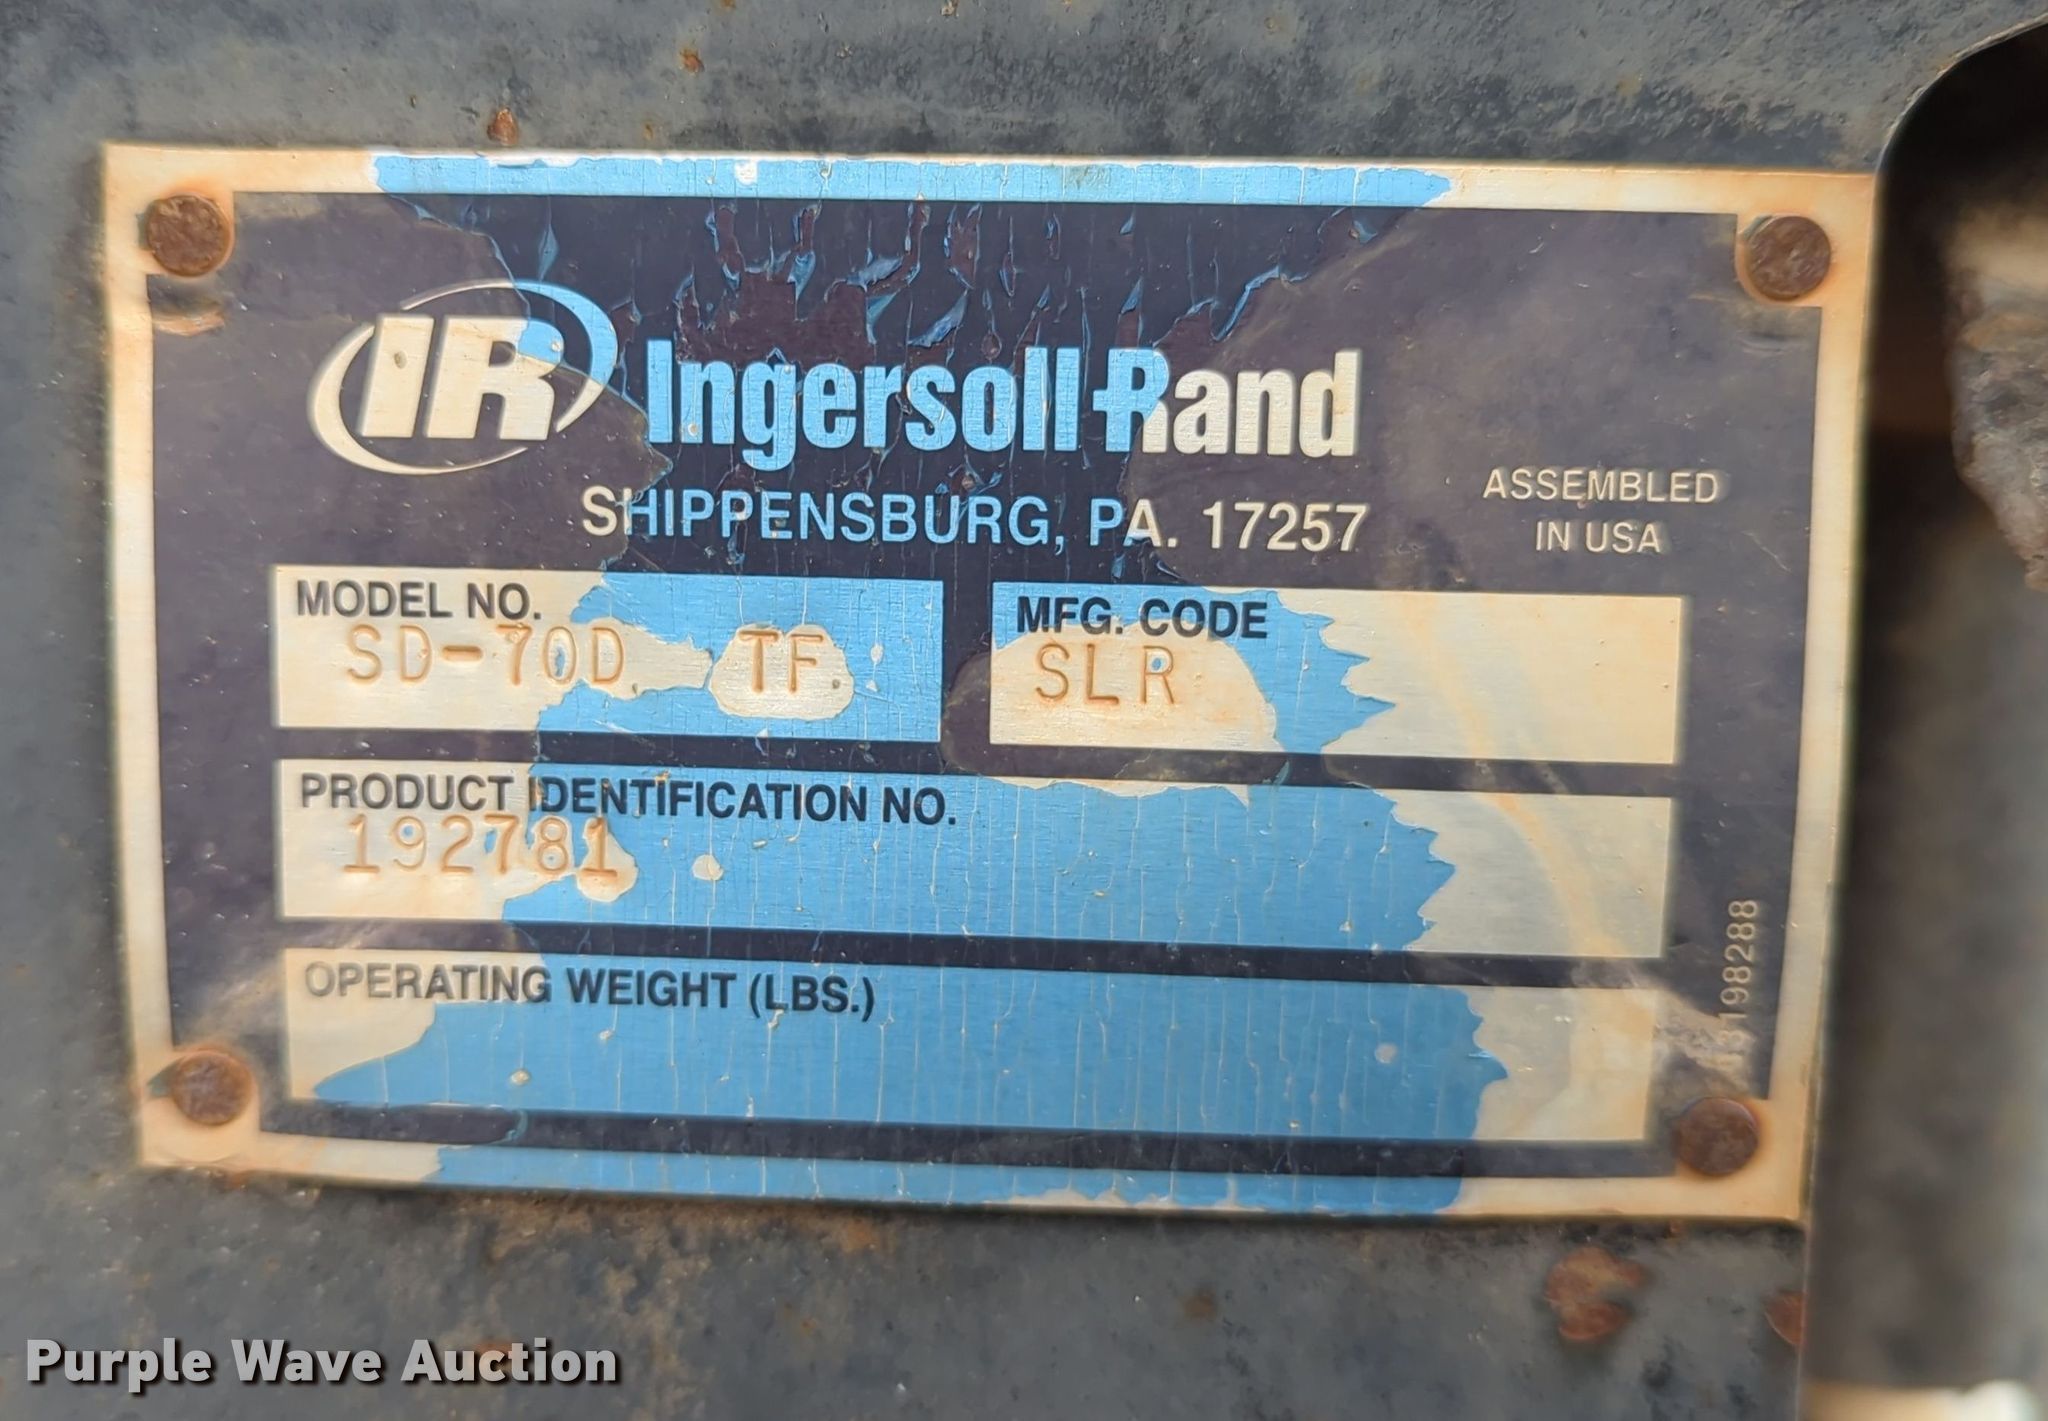 IR Ingersoll-Rand
SHIPPENSBURG, PA. 17257
ASSEMBLED
IN USA
MODEL NO.
SD-70D TF
MFG. CODE
SLR
PRODUCT IDENTIFICATION NO.
192781
OPERATING WEIGHT (LBS.)
Purple Wave Auction